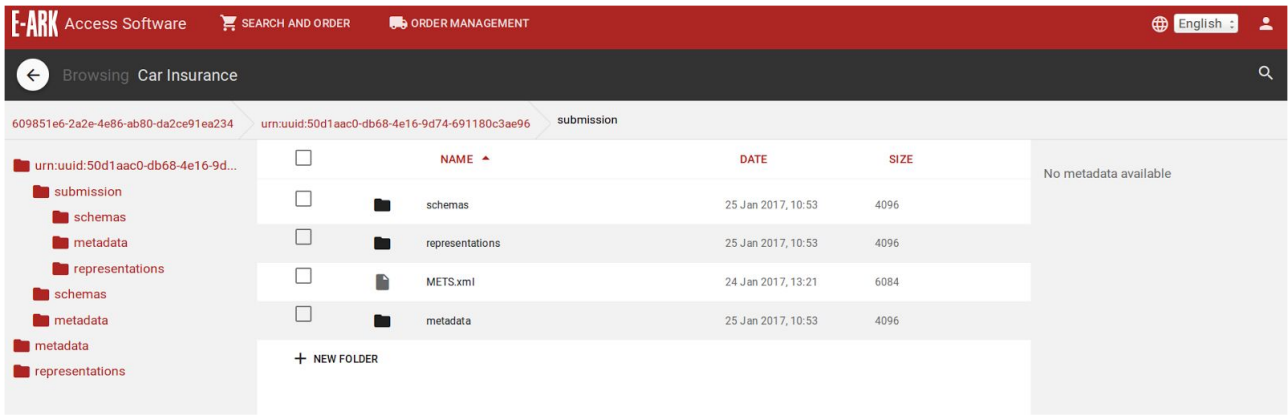 E-ARK Access Software SEARCH AND ORDER ORDER MANAGEMENT English
Browsing Car Insurance
609851e6-2a2e-4e86-ab80-da2ce91ea234 urn:uuid:50d1aac0-db68-4e16-9d74-691180c3ae96 submission
urn:uuid:50d1aac0-db68-4e16-9d...
submission
schemas
metadata
representations
schemas
metadata
metadata
representations
NAME DATE SIZE
schemas 25 Jan 2017, 10:53 4096
representations 25 Jan 2017, 10:53 4096
METS.xml 24 Jan 2017, 13:21 6084
metadata 25 Jan 2017, 10:53 4096
+ NEW FOLDER
No metadata available